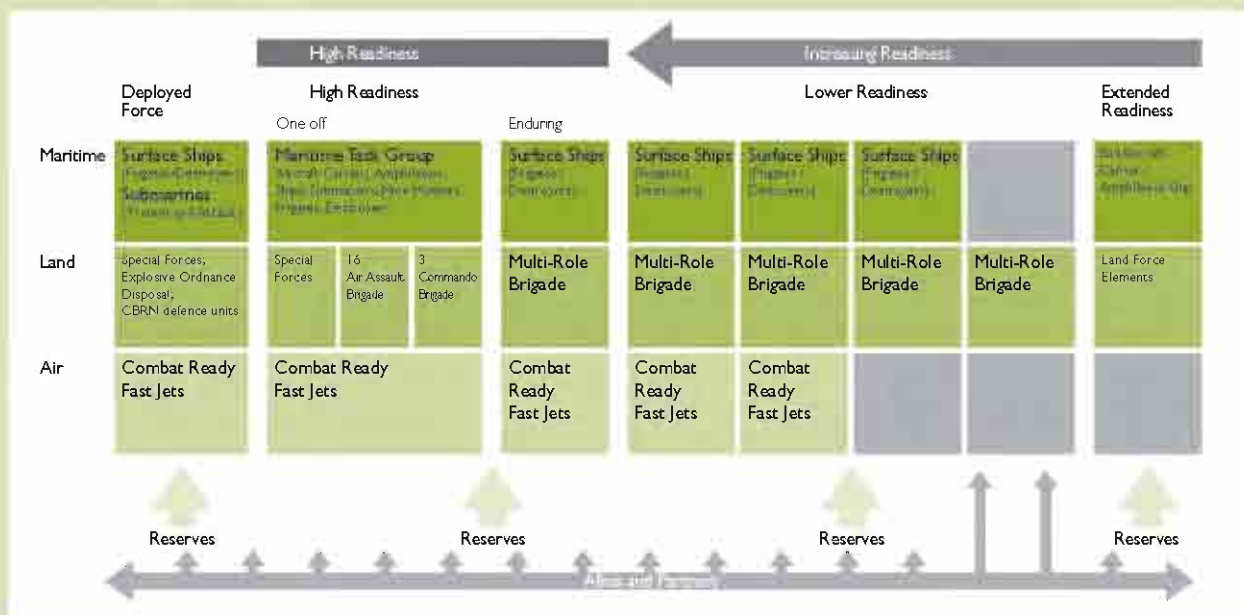 High Readiness
Increasing Readiness
Deployed
Force
High Readiness
Lower Readiness
Extended
Readiness
One off
Enduring
Maritime
Surface Ships
Submarines
Maritime Task Group
Surface Ships
Surface Ships
Surface Ships
Surface Ships
Land
Special Forces;
Explosive Ordnance
Disposal;
CBRN defence units
Special
Forces
16
Air Assault
Brigade
3
Commando
Brigade
Multi-Role
Brigade
Multi-Role
Brigade
Multi-Role
Brigade
Multi-Role
Brigade
Multi-Role
Brigade
Land Force
Elements
Air
Combat Ready
Fast Jets
Combat Ready
Fast Jets
Combat
Ready
Fast Jets
Combat
Ready
Fast Jets
Combat
Ready
Fast Jets
Reserves
Reserves
Reserves
Reserves
Allies and Partners